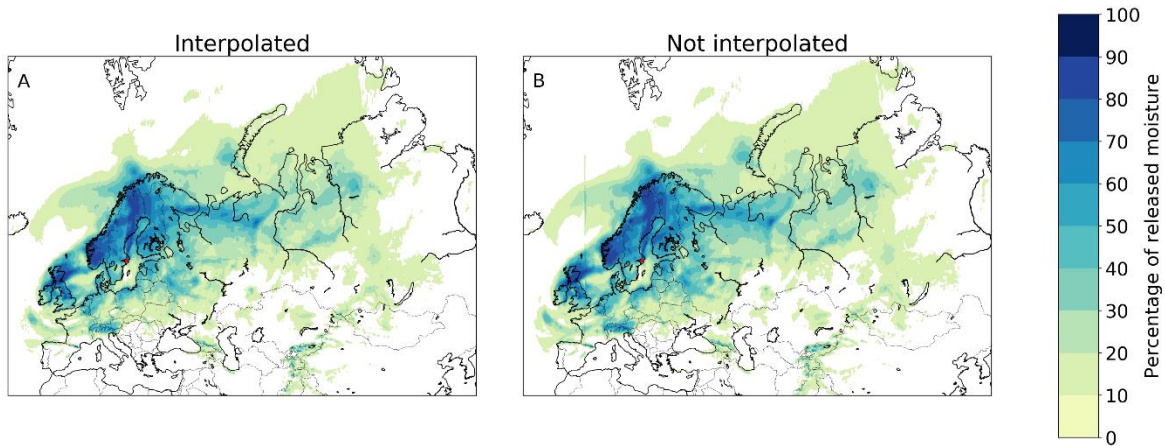 Interpolated
Not interpolated
A
B
100
90
80
70
60
50
40
30
20
10
0
Percentage of released moisture